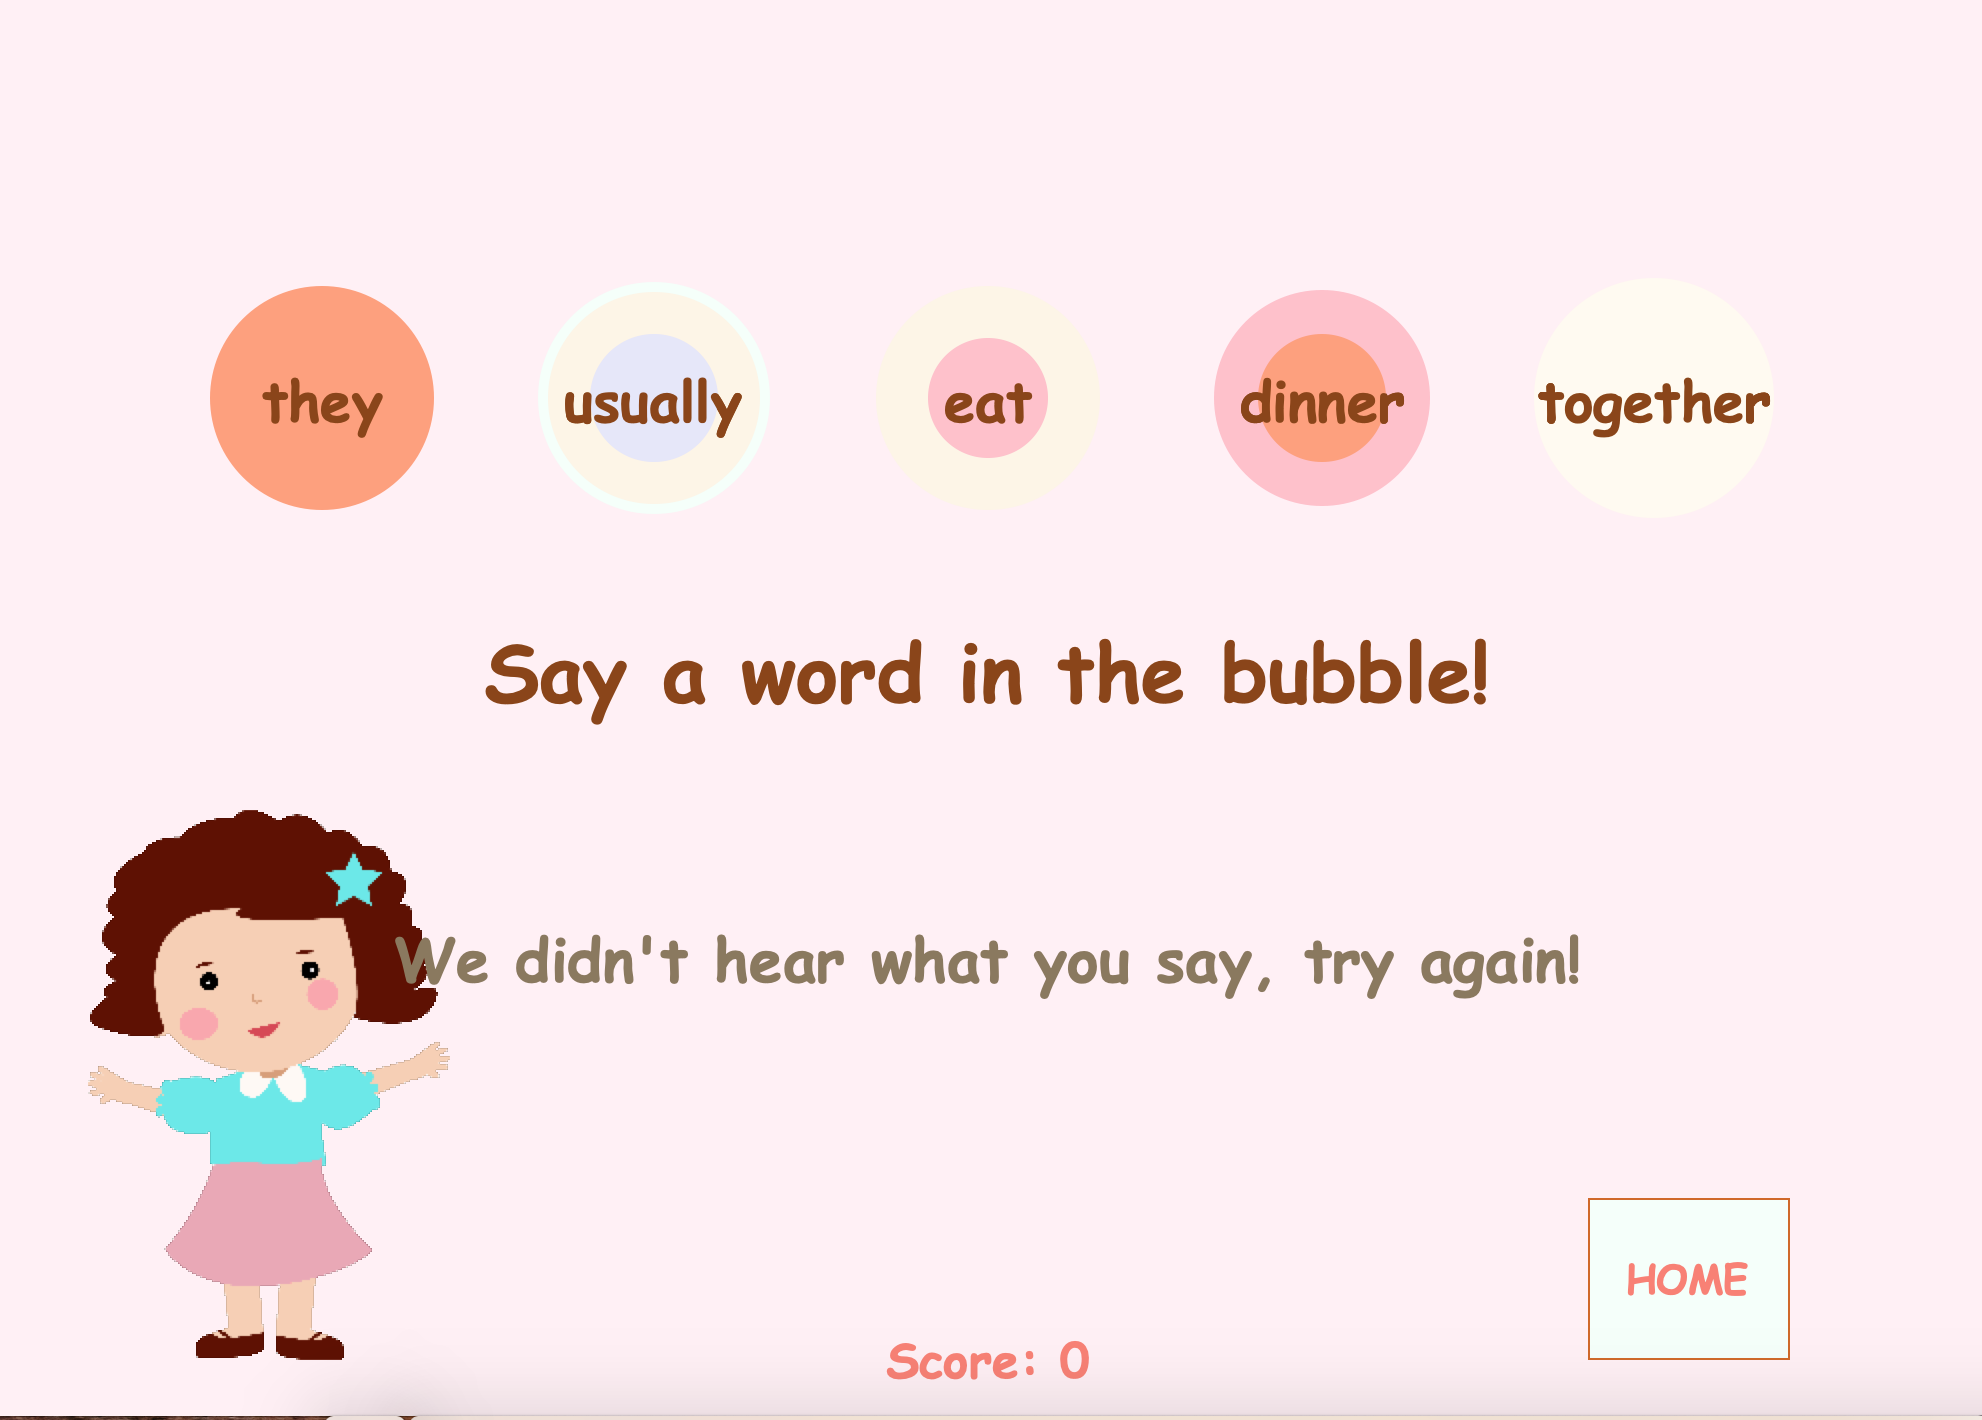 they usually eat dinner together
Say a word in the bubble!
We didn't hear what you say, try again!
HOME
Score: 0